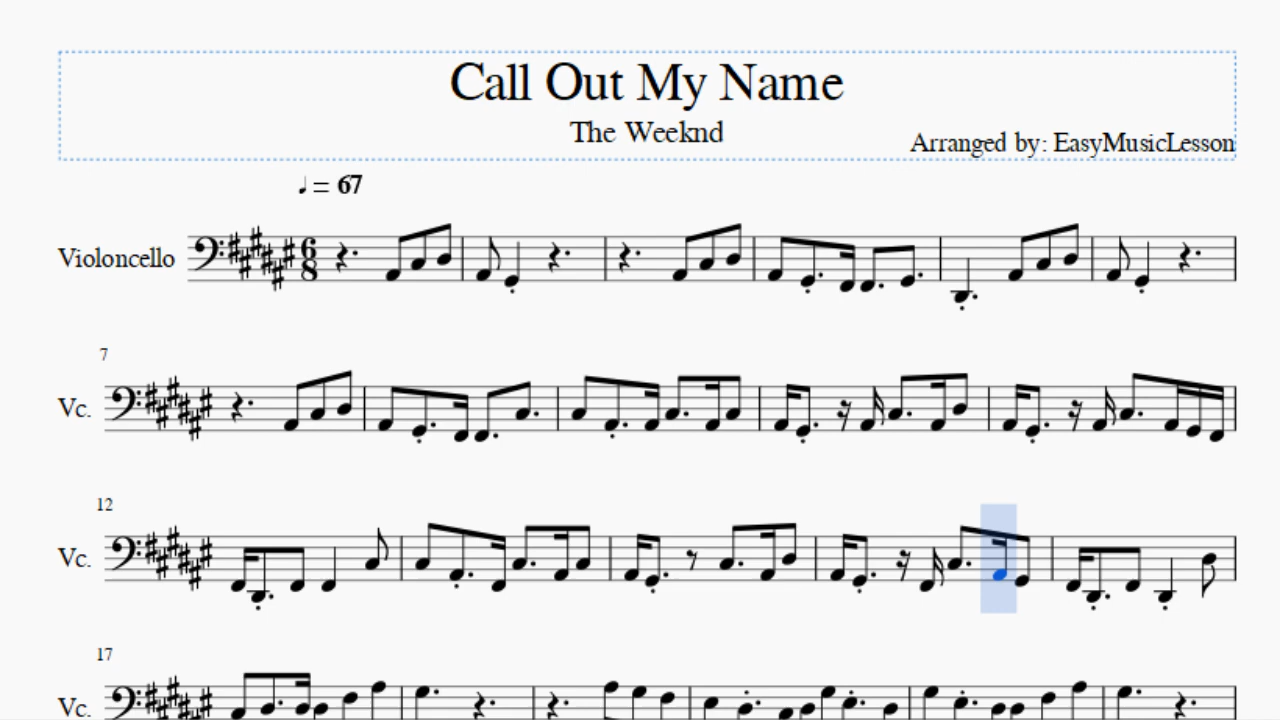 Call Out My Name
The Weeknd
Arranged by: EasyMusicLesson
♩= 67
Violoncello
6
8
7
Vc.
12
Vc.
17
Vc.